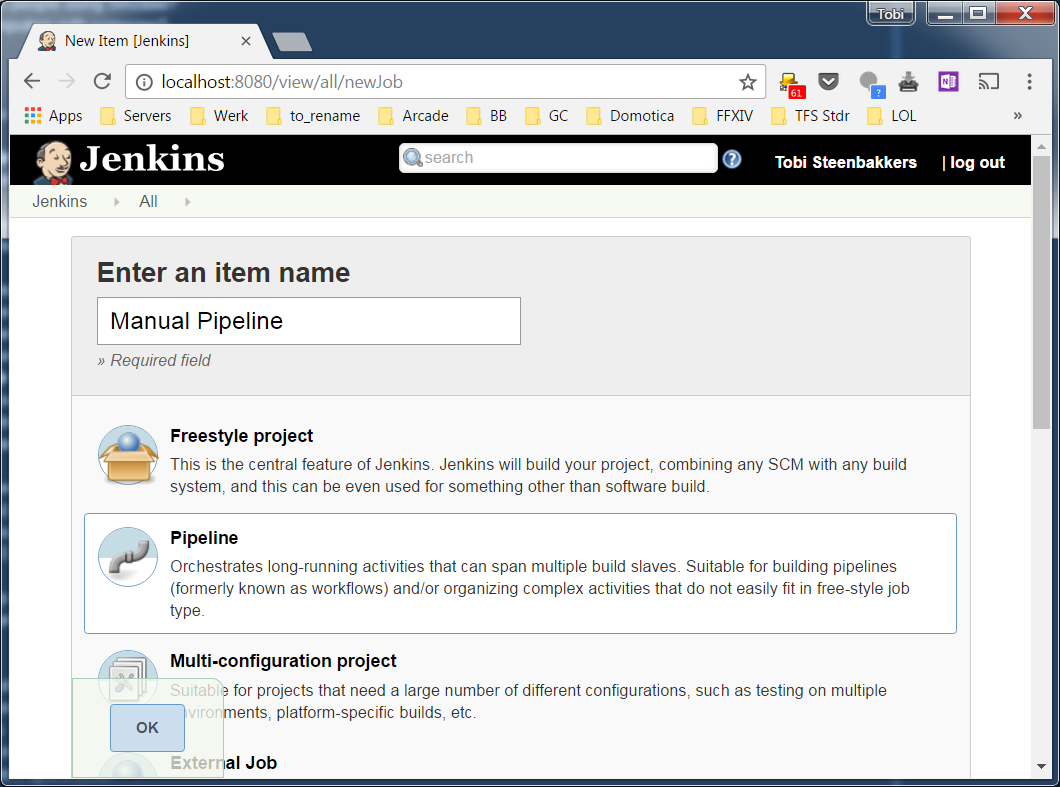 Tobi
New Item [Jenkins]
localhost:8080/view/all/newJob
61
?
N
Apps Servers Werk to_rename Arcade BB GC Domotica FFXIV TFS Stdr LOL »
Jenkins search ? Tobi Steenbakkers | log out
Jenkins All
Enter an item name
Manual Pipeline
» Required field
Freestyle project
This is the central feature of Jenkins. Jenkins will build your project, combining any SCM with any build
system, and this can be even used for something other than software build.
Pipeline
Orchestrates long-running activities that can span multiple build slaves. Suitable for building pipelines
(formerly known as workflows) and/or organizing complex activities that do not easily fit in free-style job
type.
Multi-configuration project
Suitable for projects that need a large number of different configurations, such as testing on multiple
environments, platform-specific builds, etc.
OK
External Job